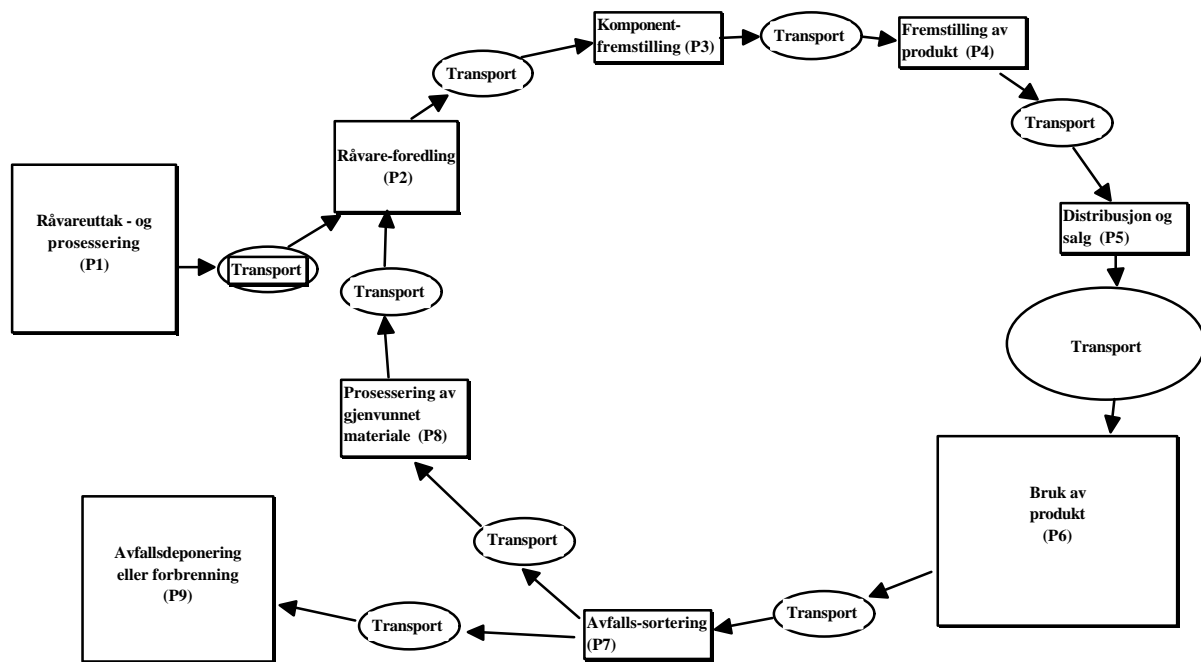 Komponent-
fremstilling (P3)
Transport
Fremstilling av
produkt (P4)
Transport
Transport
Råvare-foredling
(P2)
Råvareuttak - og
prosessering
(P1)
Transport
Distribusjon og
salg (P5)
Transport
Transport
Prosessering av
gjenvunnet
materiale (P8)
Bruk av
produkt
(P6)
Avfallsdeponering
eller forbrenning
(P9)
Transport
Transport
Avfalls-sortering
(P7)
Transport
Transport